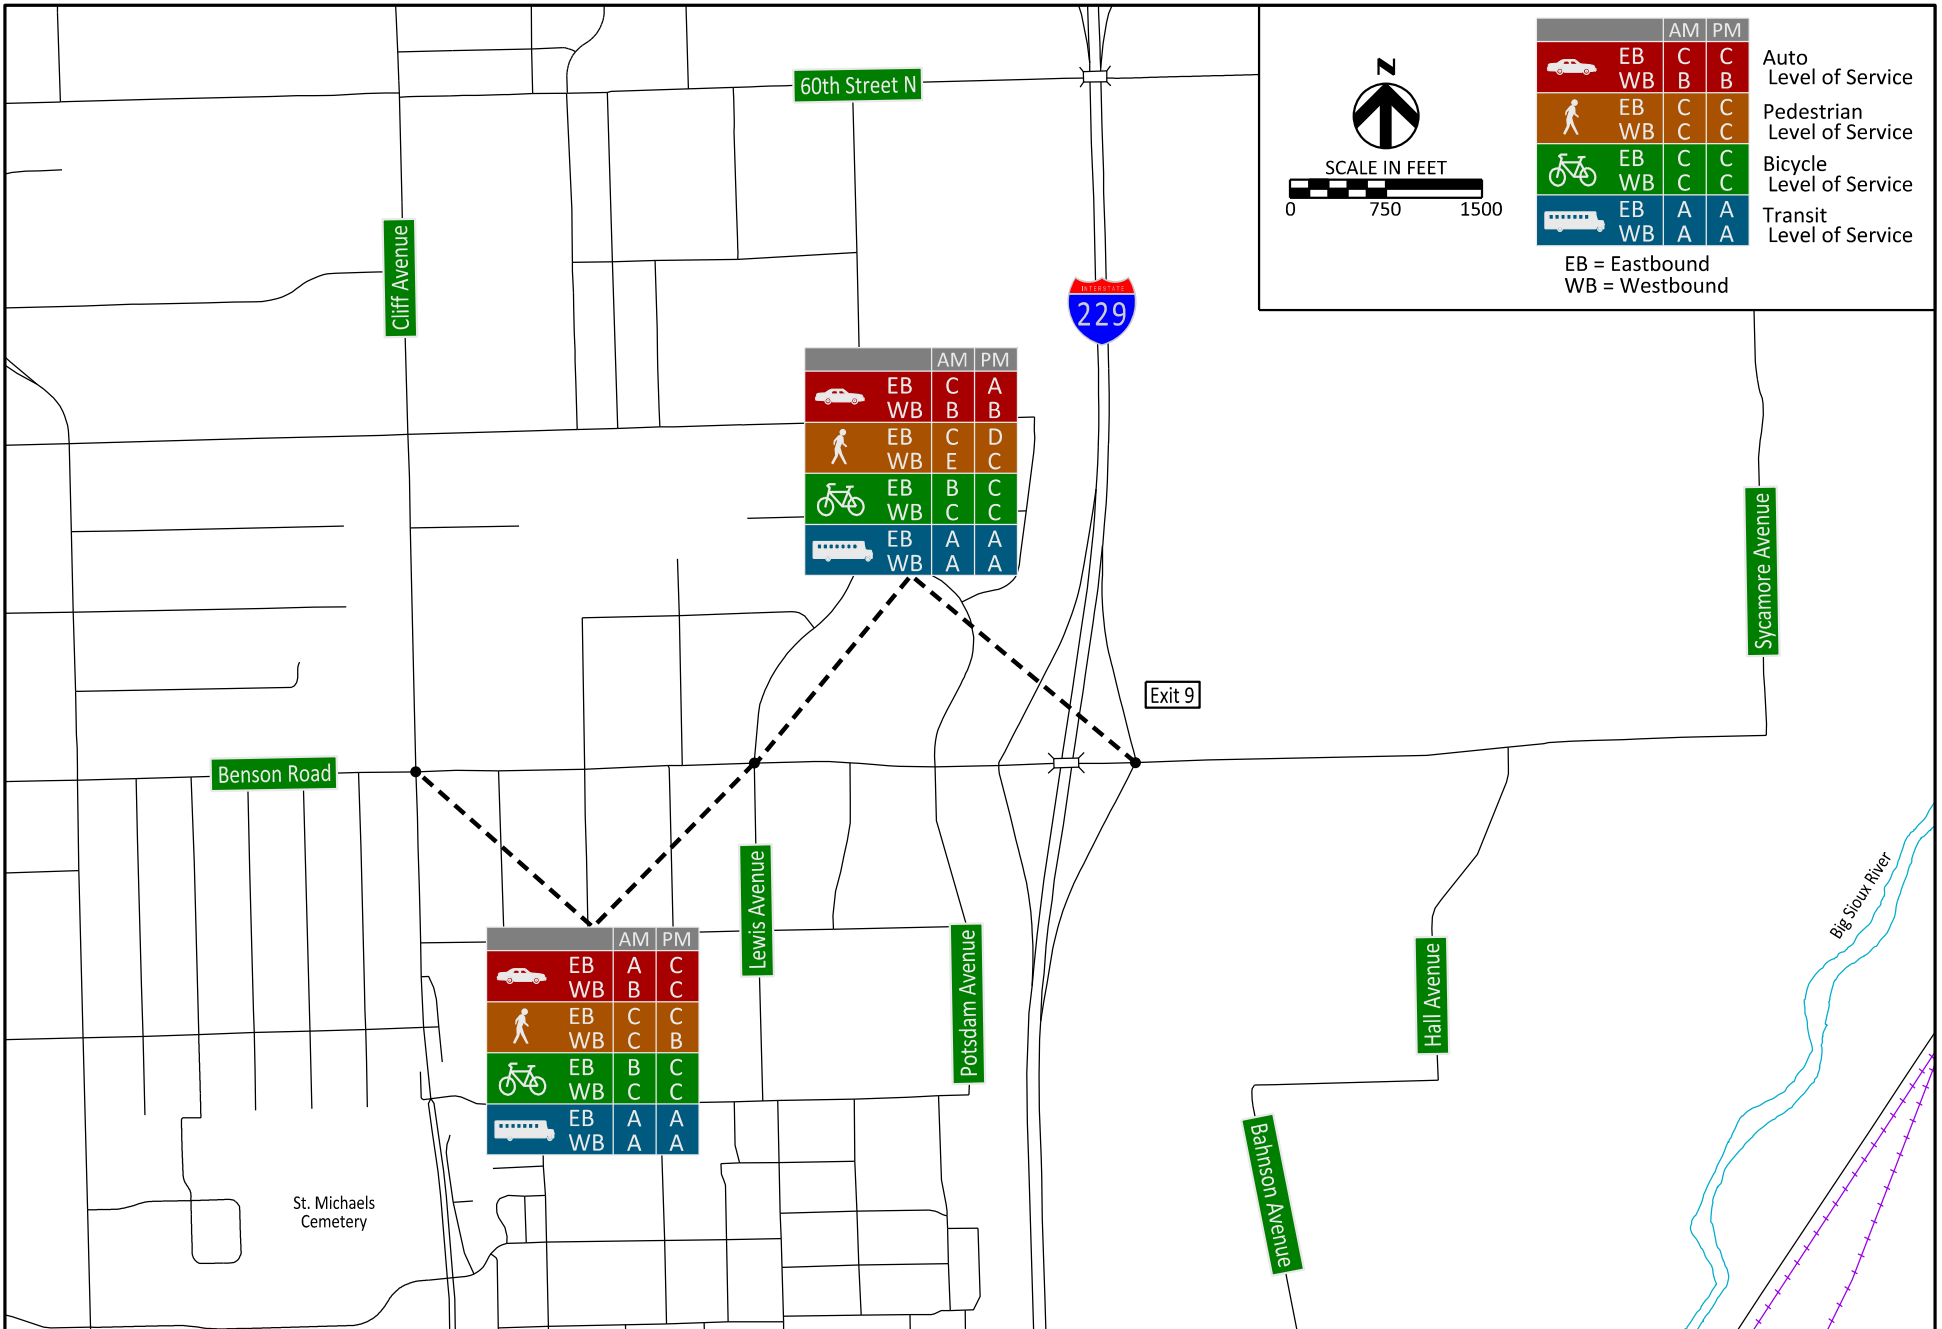 60th Street N
N
SCALE IN FEET
0 750 1500
AM PM
EB C C
WB B B
Auto
Level of Service
EB C C
WB C C
Pedestrian
Level of Service
EB C C
WB C C
Bicycle
Level of Service
EB A A
WB A A
Transit
Level of Service
EB = Eastbound
WB = Westbound
Cliff Avenue
INTERSTATE
229
AM PM
EB C A
WB B B
EB C D
WB E C
EB B C
WB C C
EB A A
WB A A
Sycamore Avenue
Exit 9
Benson Road
Lewis Avenue
Potsdam Avenue
Hall Avenue
Big Sioux River
AM PM
EB A C
WB B C
EB C C
WB C B
EB B C
WB C C
EB A A
WB A A
Bahnson Avenue
St. Michaels
Cemetery